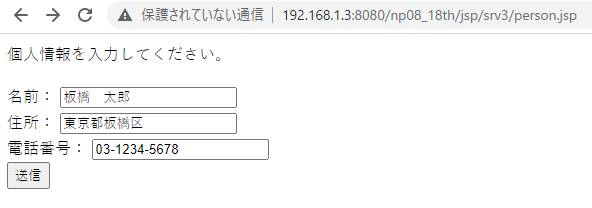 保護されていない通信 | 192.168.1.3:8080/np08_18th/jsp/srv3/person.jsp
個人情報を入力してください。
名前： 板橋　太郎
住所： 東京都板橋区
電話番号： 03-1234-5678
送信